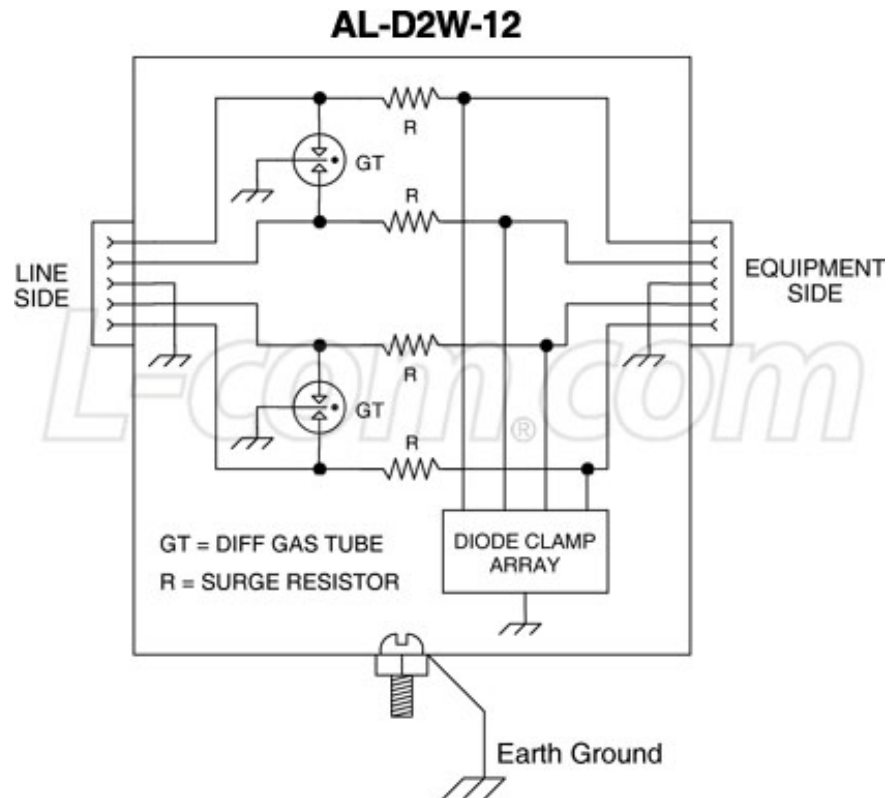 AL-D2W-12
R
GT
R
LINE
SIDE
EQUIPMENT
SIDE
R
GT
R
L-com.com
®
GT = DIFF GAS TUBE
R = SURGE RESISTOR
DIODE CLAMP
ARRAY
Earth Ground